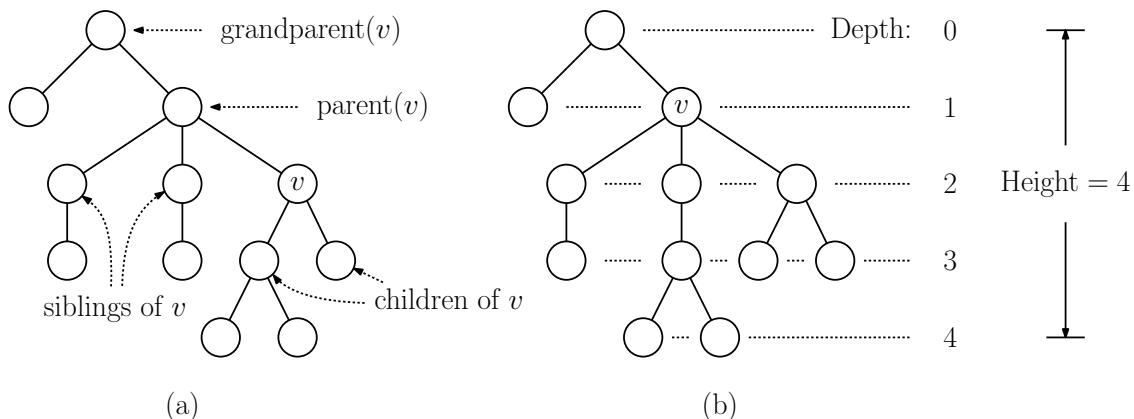 grandparent(v)
parent(v)
v
siblings of v
children of v
(a)
Depth: 0
v
1
2
3
4
Height = 4
(b)